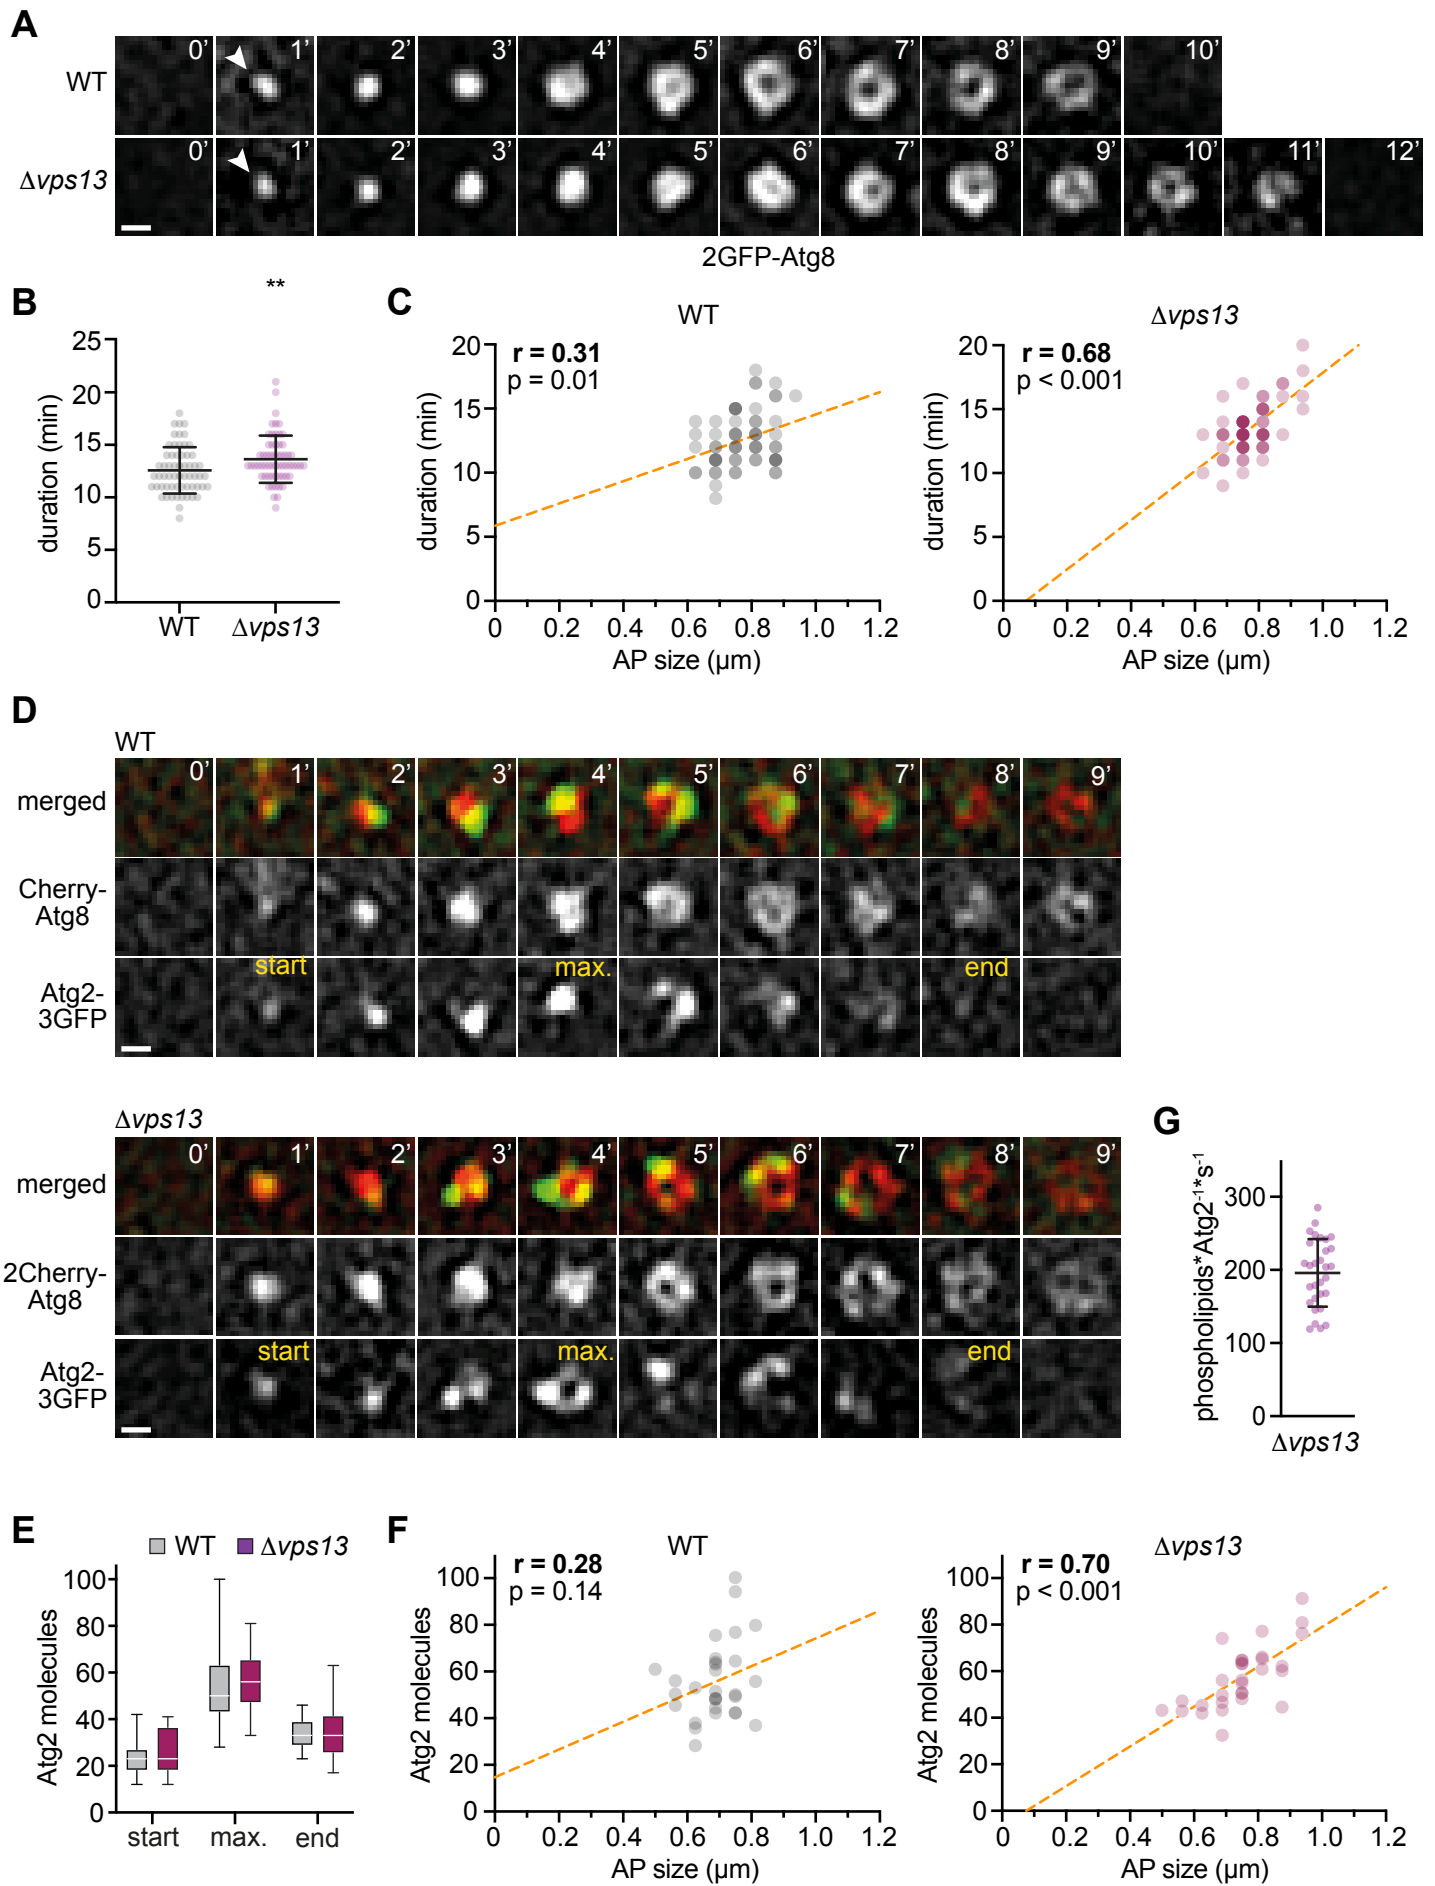 A
WT
0’ 1’ 2’ 3’ 4’ 5’ 6’ 7’ 8’ 9’ 10’
Δvps13
0’ 1’ 2’ 3’ 4’ 5’ 6’ 7’ 8’ 9’ 10’ 11’ 12’
2GFP-Atg8
B
**
duration (min)
25
20
15
10
5
0
WT Δvps13
C
WT
r = 0.31
p = 0.01
duration (min)
20
15
10
5
0
0 0.2 0.4 0.6 0.8 1.0 1.2
AP size (µm)
Δvps13
r = 0.68
p < 0.001
duration (min)
20
15
10
5
0
0 0.2 0.4 0.6 0.8 1.0 1.2
AP size (µm)
D
WT
merged
0’ 1’ 2’ 3’ 4’ 5’ 6’ 7’ 8’ 9’
Cherry-
Atg8
start max. end
Atg2-
3GFP
Δvps13
merged
0’ 1’ 2’ 3’ 4’ 5’ 6’ 7’ 8’ 9’
2Cherry-
Atg8
start max. end
Atg2-
3GFP
G
phospholipids*Atg2⁻¹*s⁻¹
300
200
100
0
Δvps13
E
WT Δvps13
Atg2 molecules
100
80
60
40
20
0
start max. end
F
WT
r = 0.28
p = 0.14
Atg2 molecules
100
80
60
40
20
0
0 0.2 0.4 0.6 0.8 1.0 1.2
AP size (µm)
Δvps13
r = 0.70
p < 0.001
Atg2 molecules
100
80
60
40
20
0
0 0.2 0.4 0.6 0.8 1.0 1.2
AP size (µm)